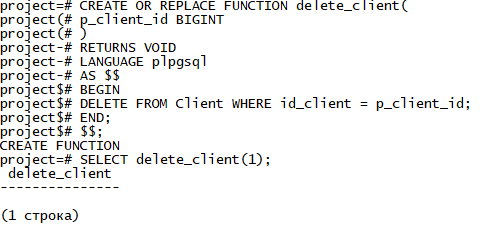 project=# CREATE OR REPLACE FUNCTION delete_client(
project(# p_client_id BIGINT
project(# )
project-# RETURNS VOID
project-# LANGUAGE plpgsql
project-# AS $$
project$# BEGIN
project$# DELETE FROM Client WHERE id_client = p_client_id;
project$# END;
project$# $$;
CREATE FUNCTION
project=# SELECT delete_client(1);
 delete_client
---------------

(1 строка)